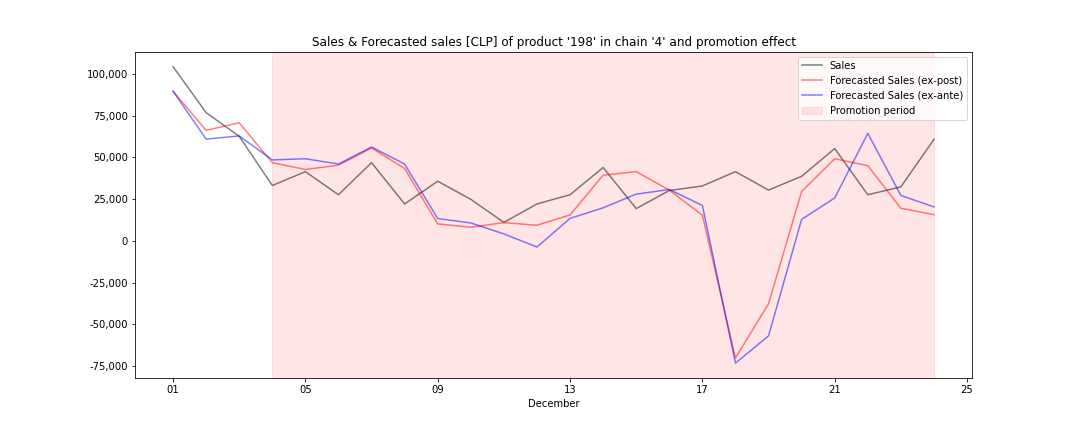 Sales & Forecasted sales [CLP] of product '198' in chain '4' and promotion effect
Sales
Forecasted Sales (ex-post)
Forecasted Sales (ex-ante)
Promotion period
100,000
75,000
50,000
25,000
0
-25,000
-50,000
-75,000
01 05 09 13 17 21 25
December